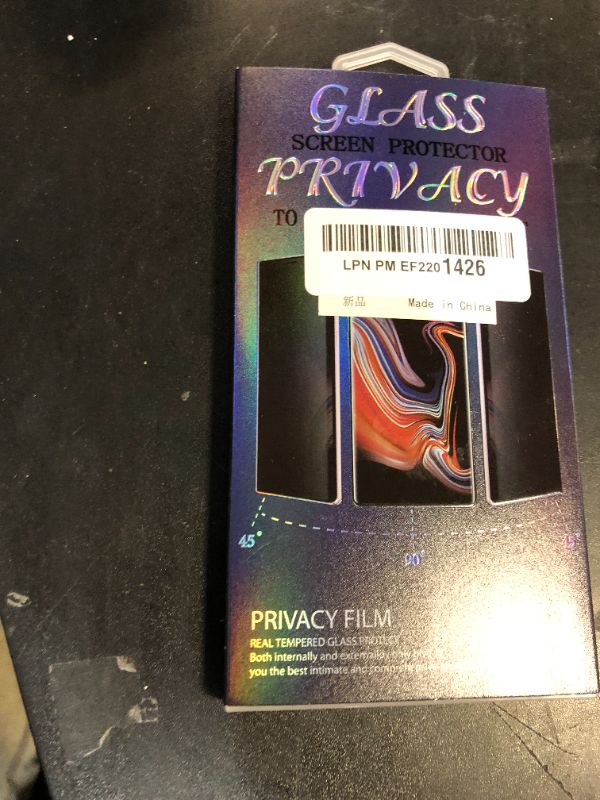 GLASS
SCREEN PROTECTOR
PRIVACY
TO
LPN PM EF2201426
新品 Made in China
45°
90°
45°
PRIVACY FILM
REAL TEMPERED GLASS PROTECT
Both internally and externally
you the best intimate and